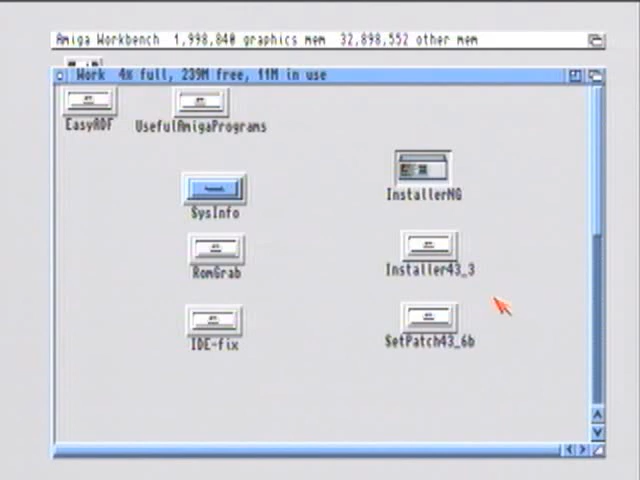 Amiga Workbench 1,998,840 graphics mem 32,898,552 other mem
Work 4% full, 239M free, 11M in use
EasyADF
UsefulAmigaPrograms
InstallerNG
SysInfo
RomGrab
Installer43_3
IDE-fix
SetPatch43_6b